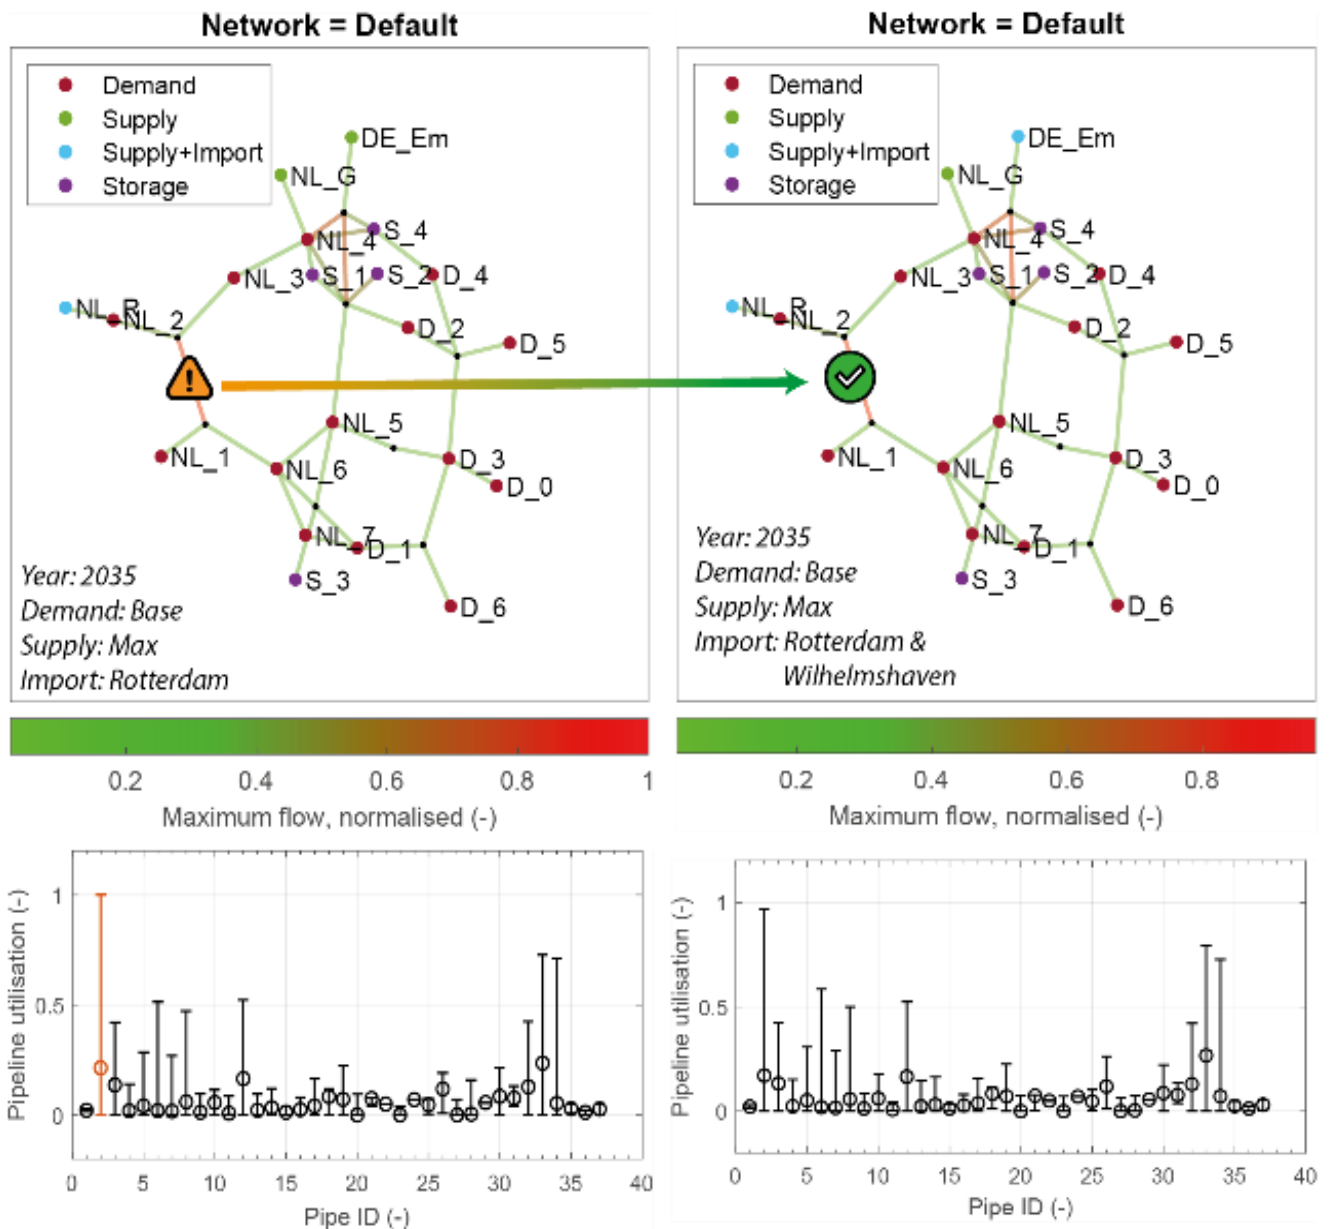 Network = Default
Demand
Supply
Supply+Import
Storage
DE_Em
NL_G
NL_4
S_4
NL_3
S_1
S_2
D_4
NL_R
NL_2
D_2
D_5
NL_5
NL_1
NL_6
D_3
D_0
NL_7
D_1
S_3
D_6
Year: 2035
Demand: Base
Supply: Max
Import: Rotterdam
0.2 0.4 0.6 0.8 1
Maximum flow, normalised (-)
Pipeline utilisation (-)
1
0.5
0
0 5 10 15 20 25 30 35 40
Pipe ID (-)
Network = Default
Demand
Supply
Supply+Import
Storage
DE_Em
NL_G
NL_4
S_4
NL_3
S_1
S_2
D_4
NL_R
NL_2
D_2
D_5
NL_5
NL_1
NL_6
D_3
D_0
NL_7
D_1
S_3
D_6
Year: 2035
Demand: Base
Supply: Max
Import: Rotterdam &
Wilhelmshaven
0.2 0.4 0.6 0.8
Maximum flow, normalised (-)
Pipeline utilisation (-)
1
0.5
0
0 5 10 15 20 25 30 35 40
Pipe ID (-)